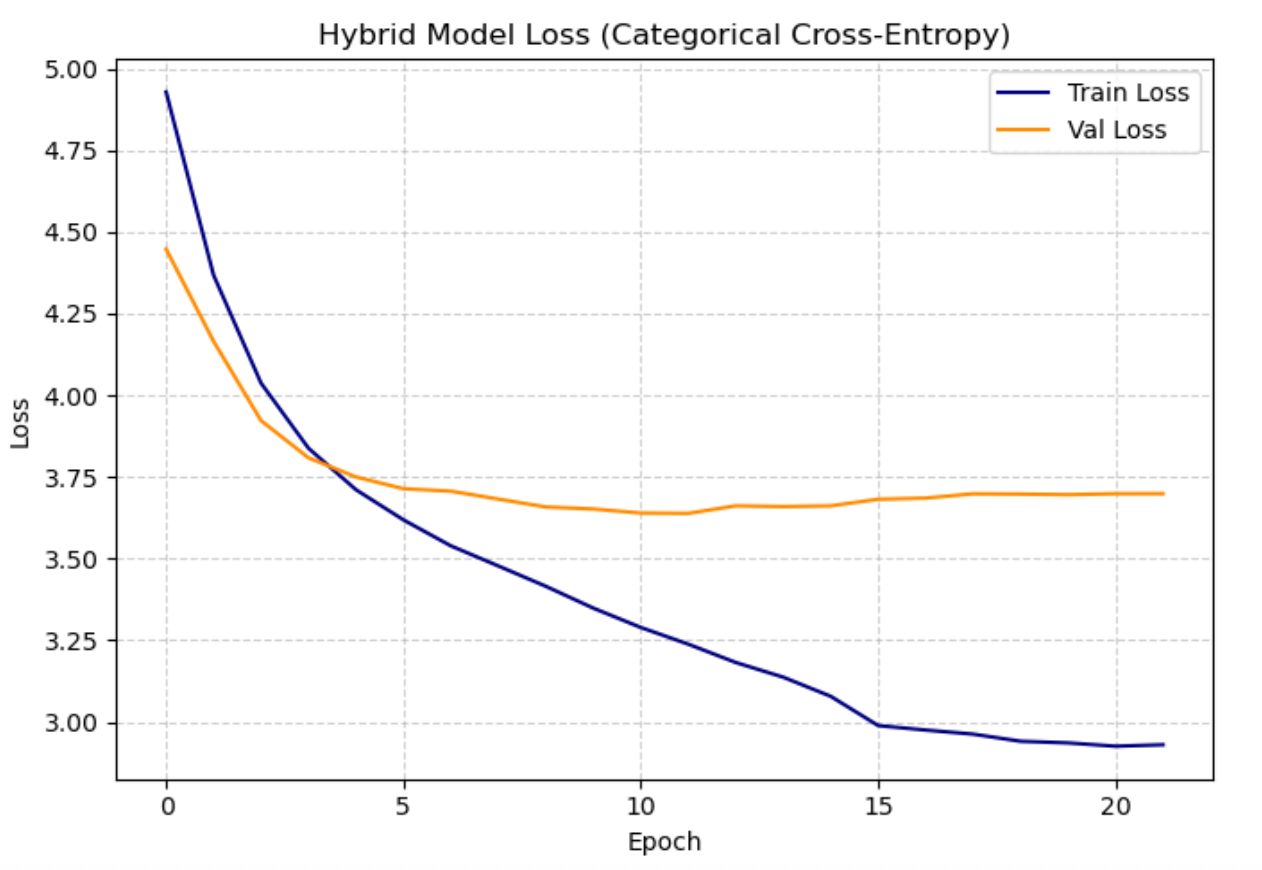 Hybrid Model Loss (Categorical Cross-Entropy)
Train Loss
Val Loss
5.00
4.75
4.50
4.25
4.00
3.75
3.50
3.25
3.00
Loss
0 5 10 15 20
Epoch